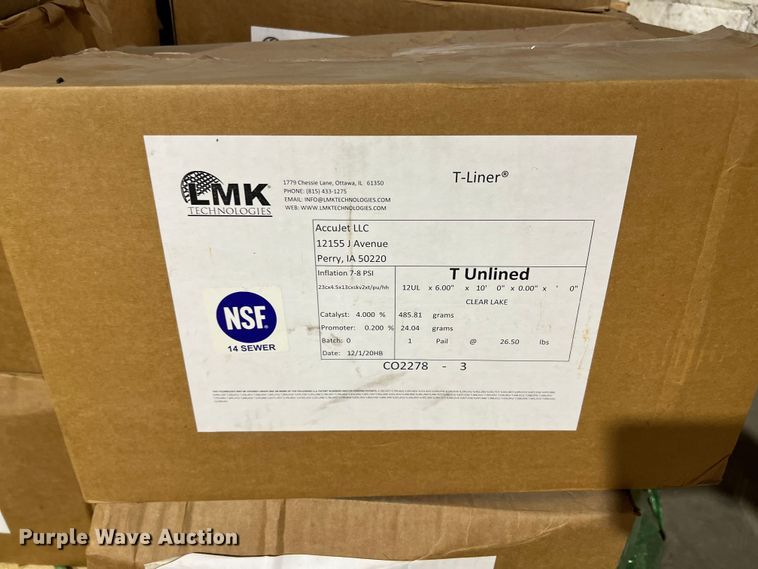 LMK
TECHNOLOGIES
1779 Chessie Lane, Ottawa, IL 61350
PHONE: (815) 433-1275
EMAIL: INFO@LMKTECHNOLOGIES.COM
WEB: WWW.LMKTECHNOLOGIES.COM
T-Liner®
AccuJet LLC
12155 J Avenue
Perry, IA 50220
Inflation 7-8 PSI
T Unlined
12UL x 6.00" x 10' 0" x 0.00" x ' 0"
CLEAR LAKE
Catalyst: 4.000 % 485.81 grams
Promoter: 0.200 % 24.04 grams
Batch: 0 1 Pail @ 26.50 lbs
Date: 12/1/20HB
NSF.
14 SEWER
CO2278 - 3
Purple Wave Auction